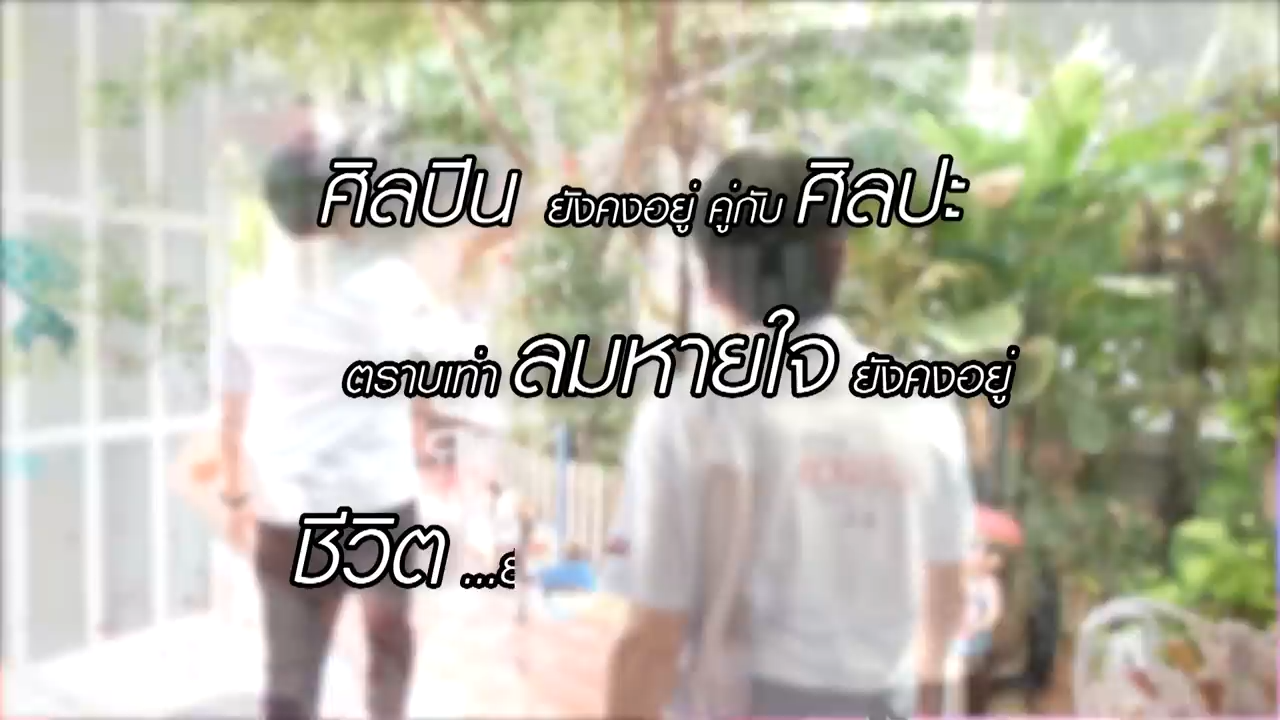 ศิลปิน ยังคงอยู่ คู่กับ ศิลปะ
ตราบเท่า ลมหายใจ ยังคงอยู่
ชีวิต ...